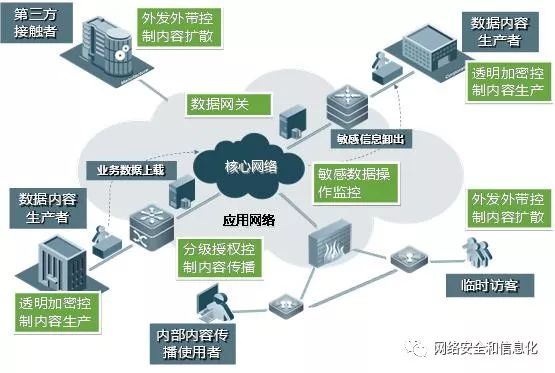 第三方
接触者
外发外带控
制内容扩散
数据内容
生产者
透明加密控
制内容生产
数据网关
敏感信息卸出
业务数据上载
核心网络
敏感数据操
作监控
数据内容
生产者
应用网络
外发外带控
制内容扩散
分级授权控
制内容传播
透明加密控
制内容生产
临时访客
内部内容传
播使用者
网络安全和信息化